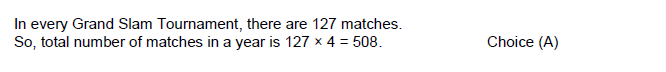 In every Grand Slam Tournament, there are 127 matches.
So, total number of matches in a year is 127 × 4 = 508. Choice (A)